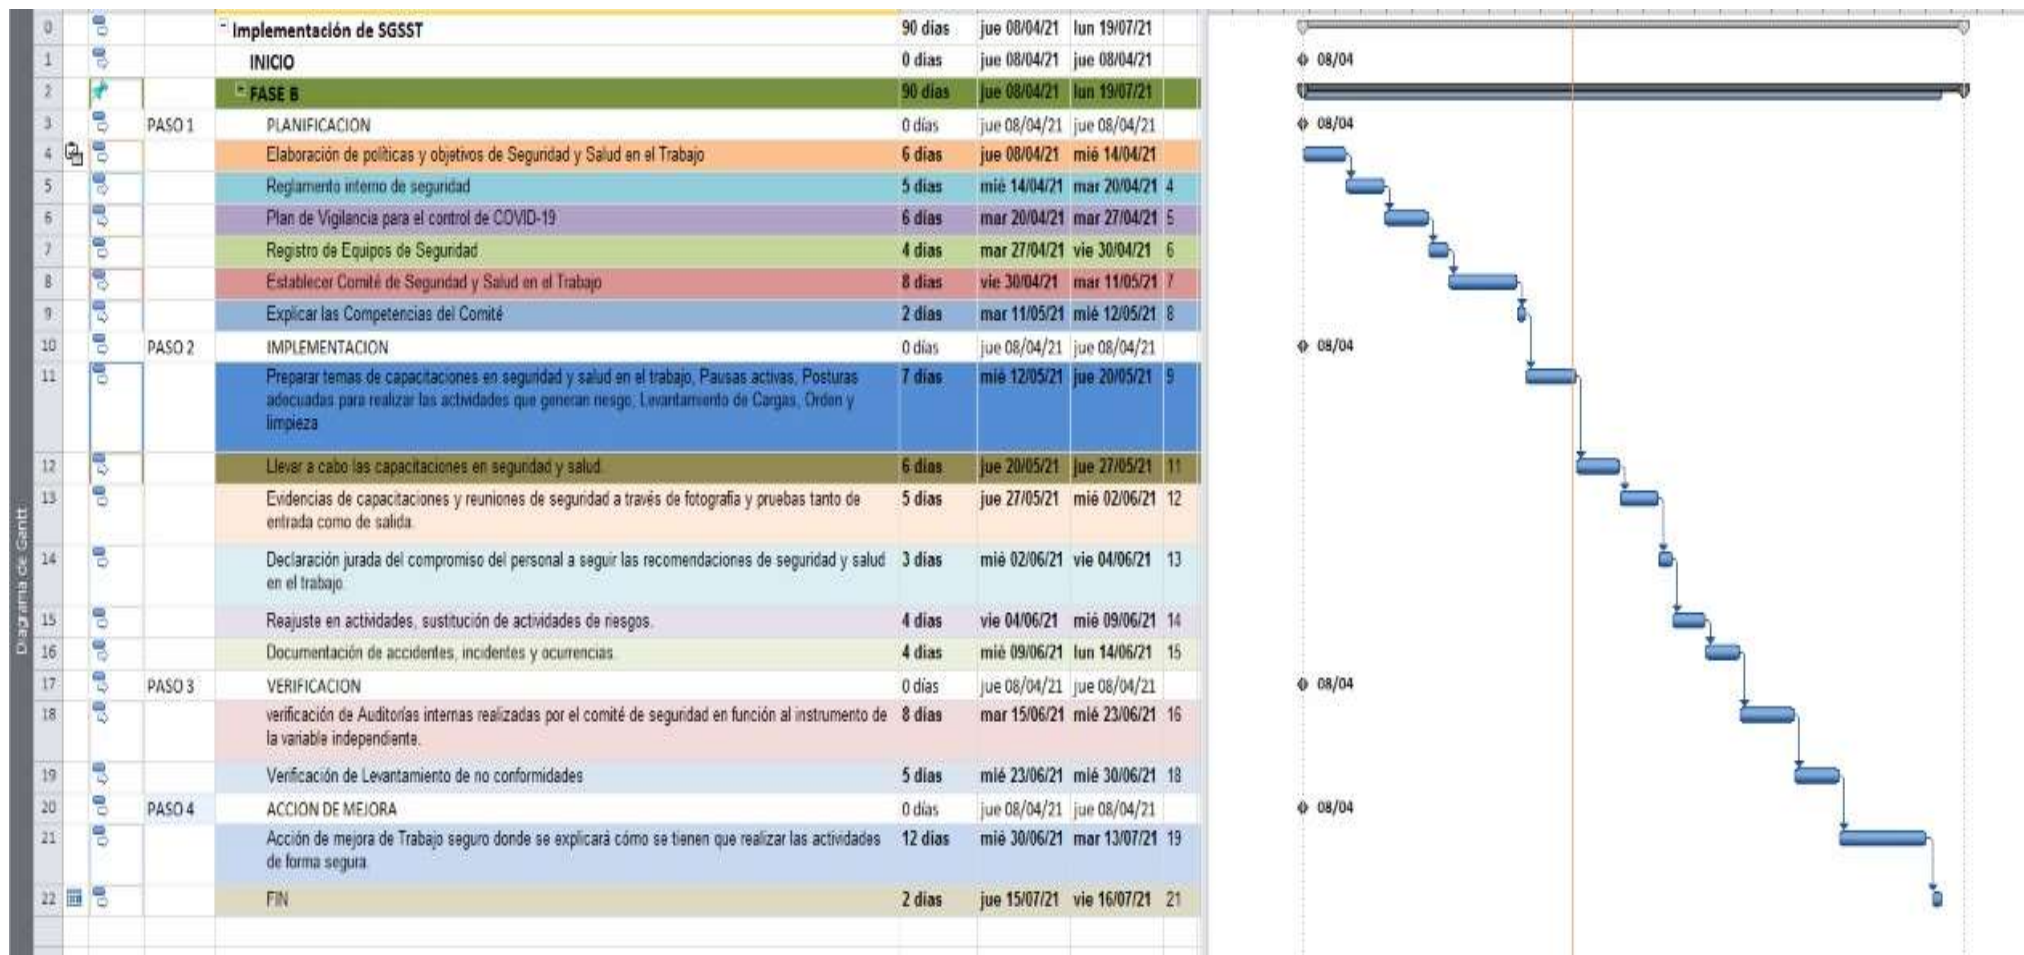 0 Implementación de SGSST 90 días jue 08/04/21 lun 19/07/21
1 INICIO 0 días jue 08/04/21 jue 08/04/21 08/04
2 FASE B 90 días jue 08/04/21 lun 19/07/21
3 PASO 1 PLANIFICACION 0 días jue 08/04/21 jue 08/04/21 08/04
4 Elaboración de políticas y objetivos de Seguridad y Salud en el Trabajo 6 días jue 08/04/21 mié 14/04/21
5 Reglamento interno de seguridad 5 días mié 14/04/21 mar 20/04/21 4
6 Plan de Vigilancia para el control de COVID-19 6 días mar 20/04/21 mar 27/04/21 5
7 Registro de Equipos de Seguridad 4 días mar 27/04/21 vie 30/04/21 6
8 Establecer Comité de Seguridad y Salud en el Trabajo 8 días vie 30/04/21 mar 11/05/21 7
9 Explicar las Competencias del Comité 2 días mar 11/05/21 mié 12/05/21 8
10 PASO 2 IMPLEMENTACION 0 días jue 08/04/21 jue 08/04/21 08/04
11 Preparar temas de capacitaciones en seguridad y salud en el trabajo, Pausas activas, Posturas 7 días mié 12/05/21 jue 20/05/21 9
adecuadas para realizar las actividades que generan riesgo, Levantamiento de Cargas, Orden y
limpieza
12 Llevar a cabo las capacitaciones en seguridad y salud. 6 días jue 20/05/21 jue 27/05/21 11
13 Evidencias de capacitaciones y reuniones de seguridad a través de fotografía y pruebas tanto de 5 días jue 27/05/21 mié 02/06/21 12
entrada como de salida.
14 Declaración jurada del compromiso del personal a seguir las recomendaciones de seguridad y salud 3 días mié 02/06/21 vie 04/06/21 13
en el trabajo.
15 Reajuste en actividades, sustitución de actividades de riesgos. 4 días vie 04/06/21 mié 09/06/21 14
16 Documentación de accidentes, incidentes y ocurrencias. 4 días mié 09/06/21 lun 14/06/21 15
17 PASO 3 VERIFICACION 0 días jue 08/04/21 jue 08/04/21 08/04
18 verificación de Auditorías internas realizadas por el comité de seguridad en función al instrumento de 8 días mar 15/06/21 mié 23/06/21 16
la variable independiente.
19 Verificación de Levantamiento de no conformidades 5 días mié 23/06/21 mié 30/06/21 18
20 PASO 4 ACCION DE MEJORA 0 días jue 08/04/21 jue 08/04/21 08/04
21 Acción de mejora de Trabajo seguro donde se explicará cómo se tienen que realizar las actividades 12 días mié 30/06/21 mar 13/07/21 19
de forma segura.
22 FIN 2 días jue 15/07/21 vie 16/07/21 21
Diagrama de Gantt